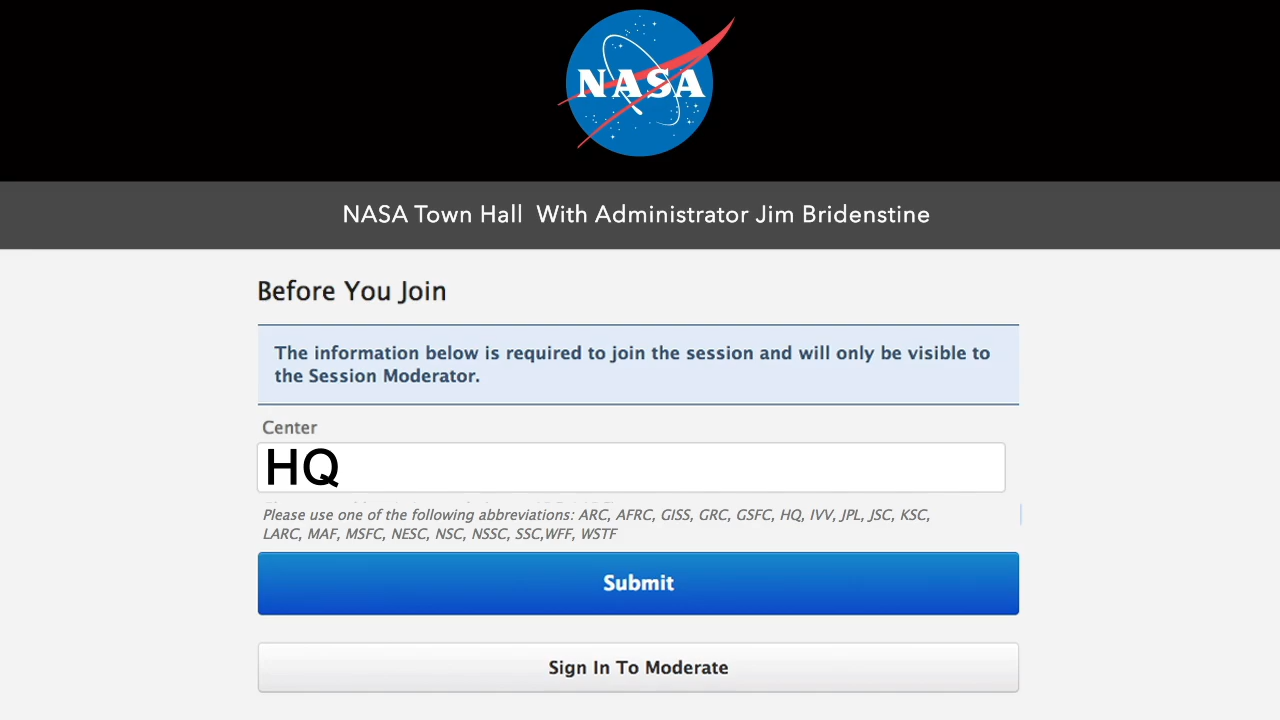 NASA
NASA Town Hall With Administrator Jim Bridenstine
Before You Join
The information below is required to join the session and will only be visible to
the Session Moderator.
Center
HQ
Please use one of the following abbreviations: ARC, AFRC, GISS, GRC, GSFC, HQ, IVV, JPL, JSC, KSC,
LARC, MAF, MSFC, NESC, NSC, NSSC, SSC,WFF, WSTF
Submit
Sign In To Moderate